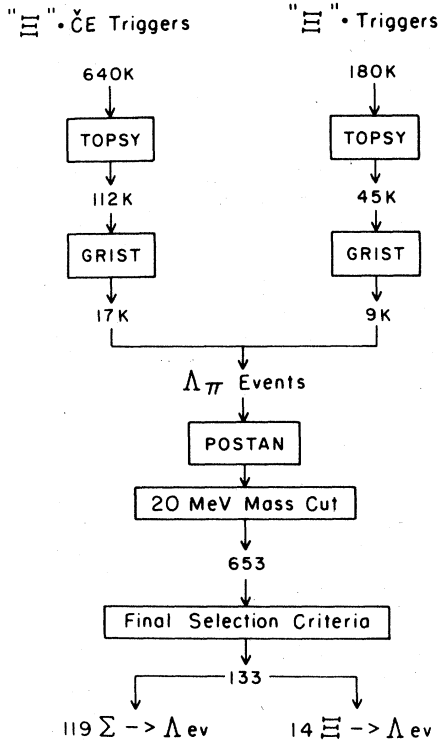 "Ξ" • ČE Triggers
"Ξ" • Triggers
640K
180K
TOPSY
TOPSY
112K
45K
GRIST
GRIST
17K
9K
Λπ Events
POSTAN
20 MeV Mass Cut
653
Final Selection Criteria
133
119 Σ -> Λ eν
14 Ξ -> Λ eν